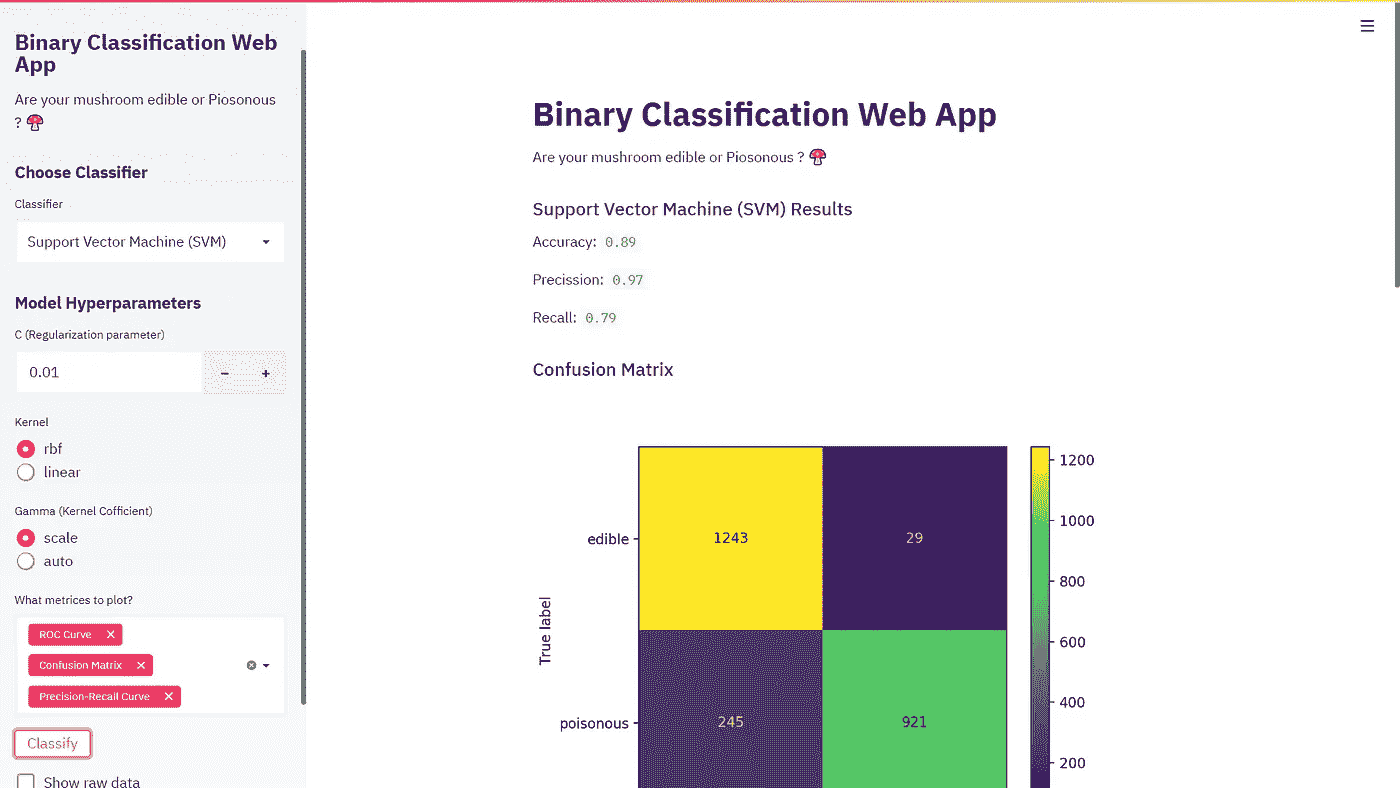 Binary Classification Web
App
Are your mushroom edible or Piosonous
? 🍄
Choose Classifier
Classifier
Support Vector Machine (SVM)
Model Hyperparameters
C (Regularization parameter)
0.01
− +
Kernel
rbf
linear
Gamma (Kernel Cofficient)
scale
auto
What metrices to plot?
ROC Curve ✕
Confusion Matrix ✕
Precision-Recall Curve ✕
Classify
Show raw data
Binary Classification Web App
Are your mushroom edible or Piosonous ? 🍄
Support Vector Machine (SVM) Results
Accuracy: 0.89
Precission: 0.97
Recall: 0.79
Confusion Matrix
edible 1243 29
True label
poisonous 245 921
1200
1000
800
600
400
200